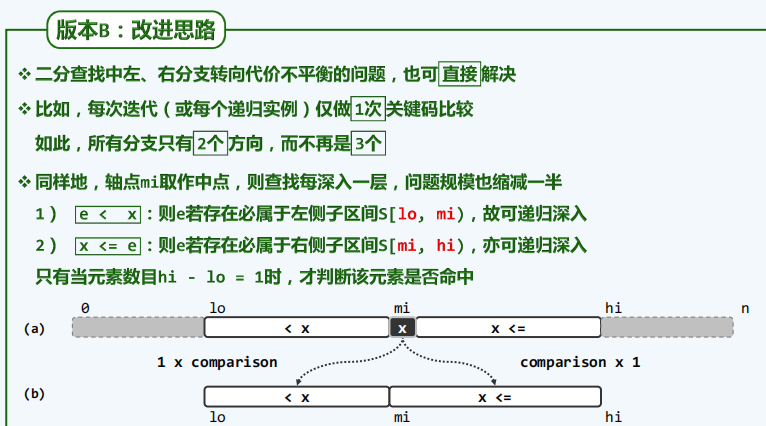 版本B：改进思路
❖ 二分查找中左、右分支转向代价不平衡的问题，也可直接解决
❖ 比如，每次迭代（或每个递归实例）仅做1次关键码比较
如此，所有分支只有2个方向，而不再是3个
❖ 同样地，轴点mi取作中点，则查找每深入一层，问题规模也缩减一半
1） e < x：则e若存在必属于左侧子区间S[lo, mi)，故可递归深入
2） x <= e：则e若存在必属于右侧子区间S[mi, hi)，亦可递归深入
只有当元素数目hi - lo = 1时，才判断该元素是否命中
0 lo mi hi n
(a) < x x x <=
1 x comparison comparison x 1
(b) < x x <=
lo mi hi